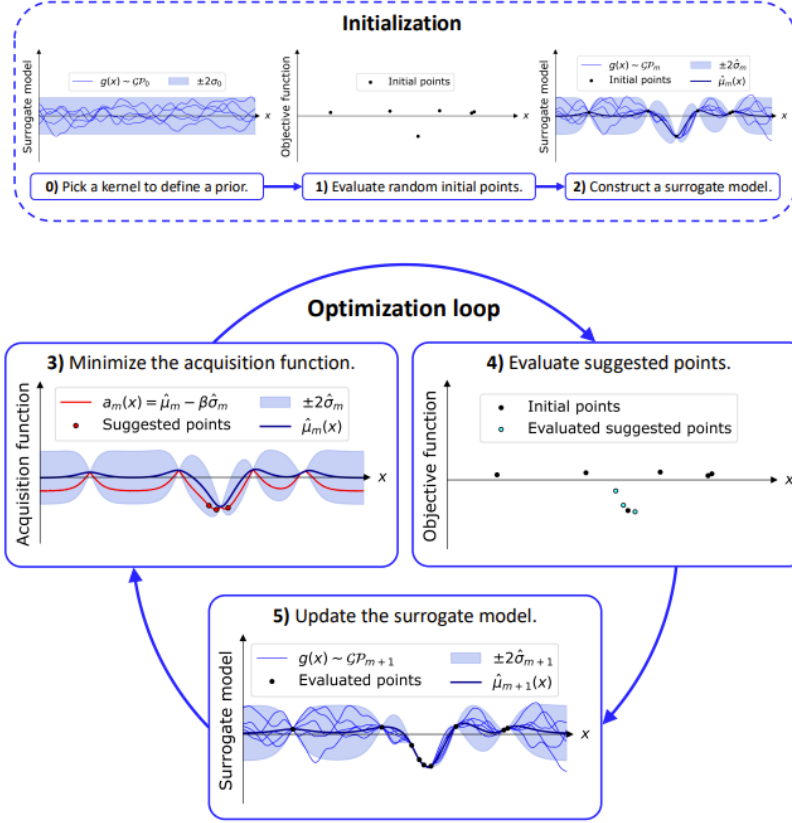 Initialization
Surrogate model
g(x) ~ 𝒢𝒫₀ ±2σ₀
x
0) Pick a kernel to define a prior.
Objective function
Initial points
x
1) Evaluate random initial points.
Surrogate model
g(x) ~ 𝒢𝒫ₘ ±2σ̂ₘ
Initial points μ̂ₘ(x)
x
2) Construct a surrogate model.
Optimization loop
3) Minimize the acquisition function.
Acquisition function
aₘ(x) = μ̂ₘ − βσ̂ₘ ±2σ̂ₘ
Suggested points μ̂ₘ(x)
x
4) Evaluate suggested points.
Objective function
Initial points
Evaluated suggested points
x
5) Update the surrogate model.
Surrogate model
g(x) ~ 𝒢𝒫ₘ₊₁ ±2σ̂ₘ₊₁
Evaluated points μ̂ₘ₊₁(x)
x